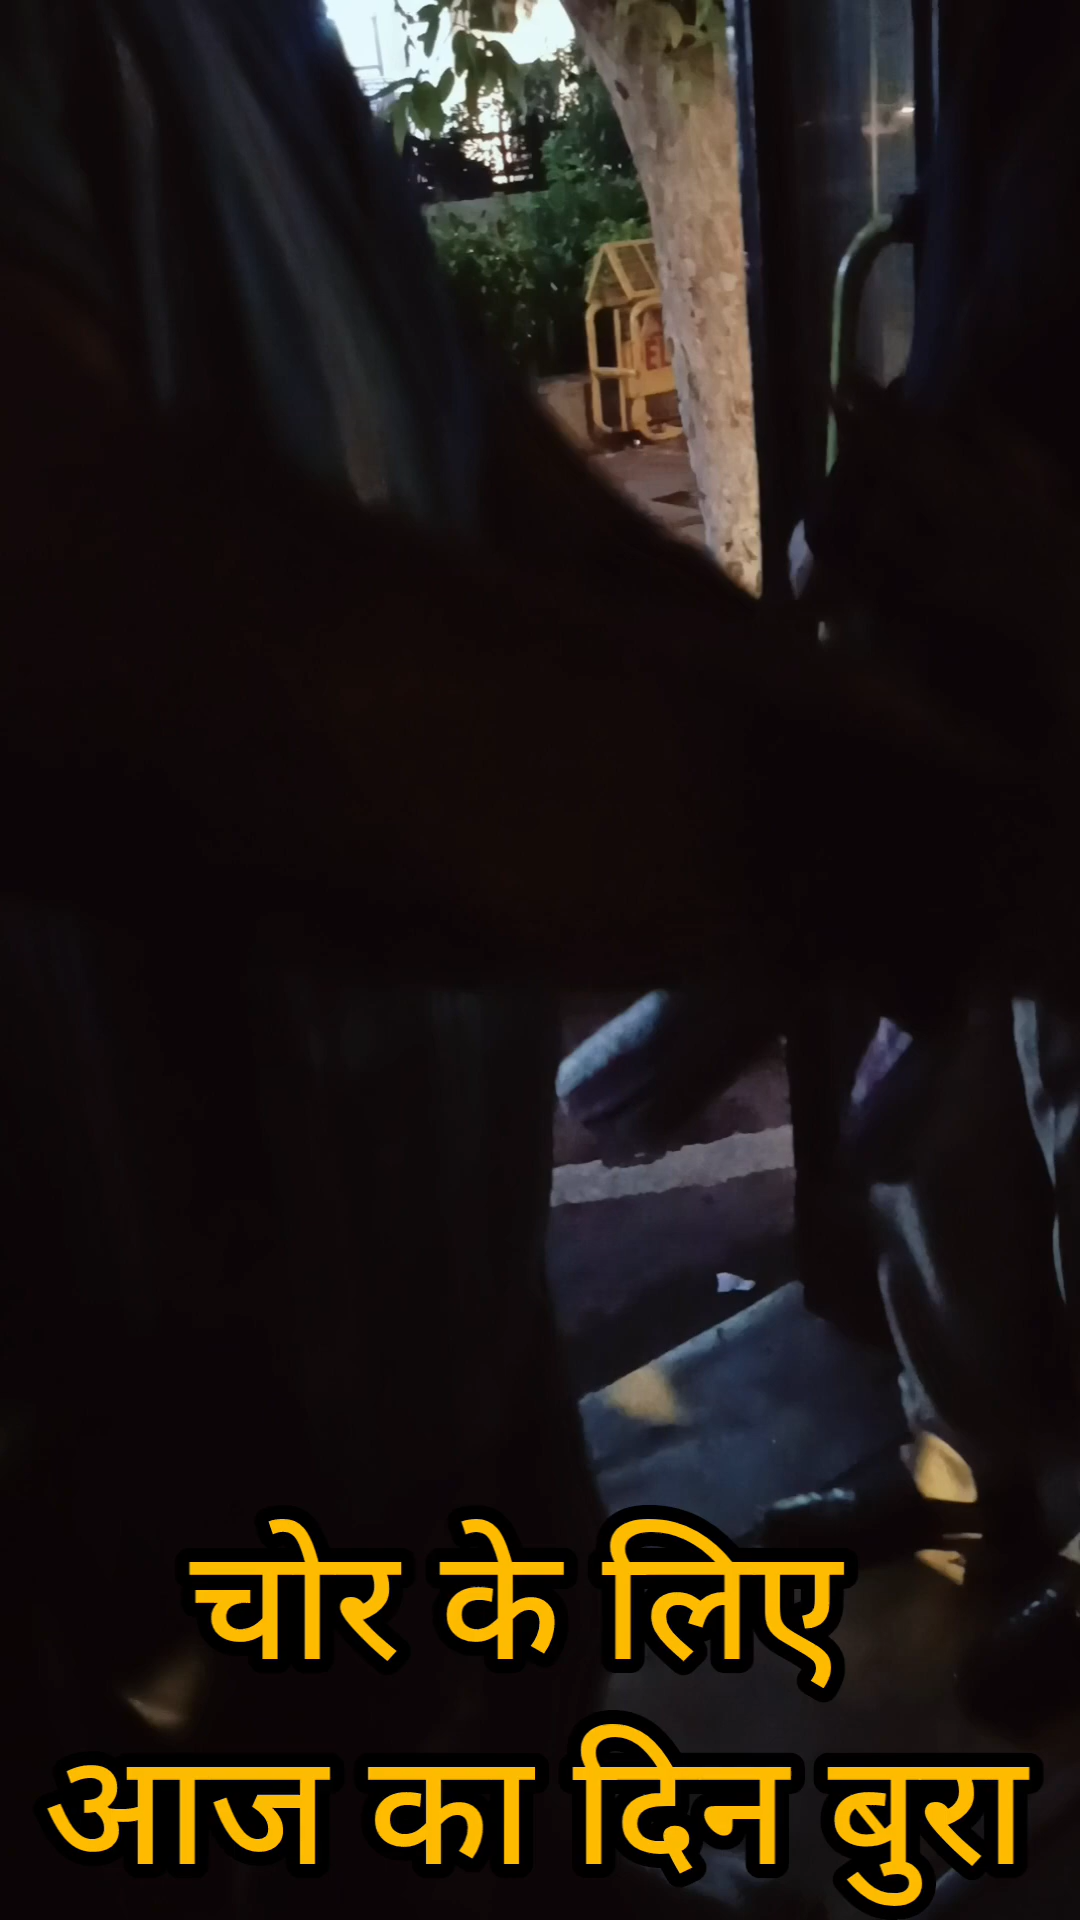 चोर के लिए
आज का दिन बुरा